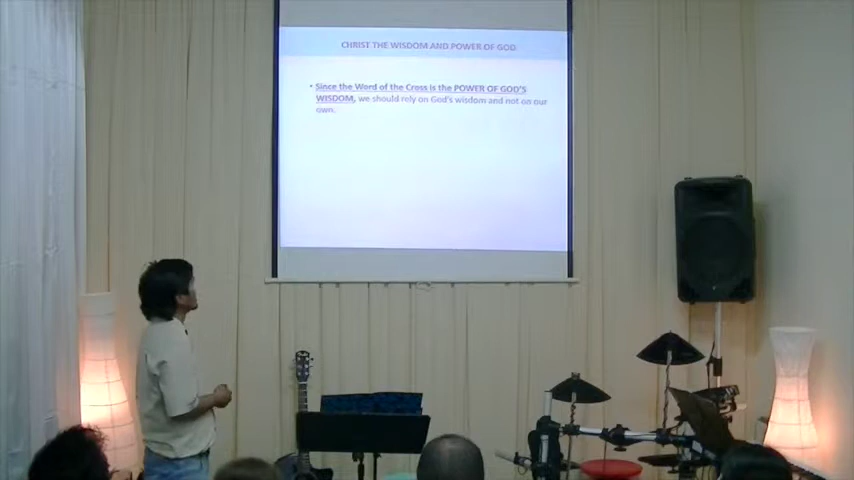 CHRIST THE WISDOM AND POWER OF GOD
• Since the Word of the Cross is the POWER OF GOD'S
WISDOM, we should rely on God's wisdom and not on our
own.